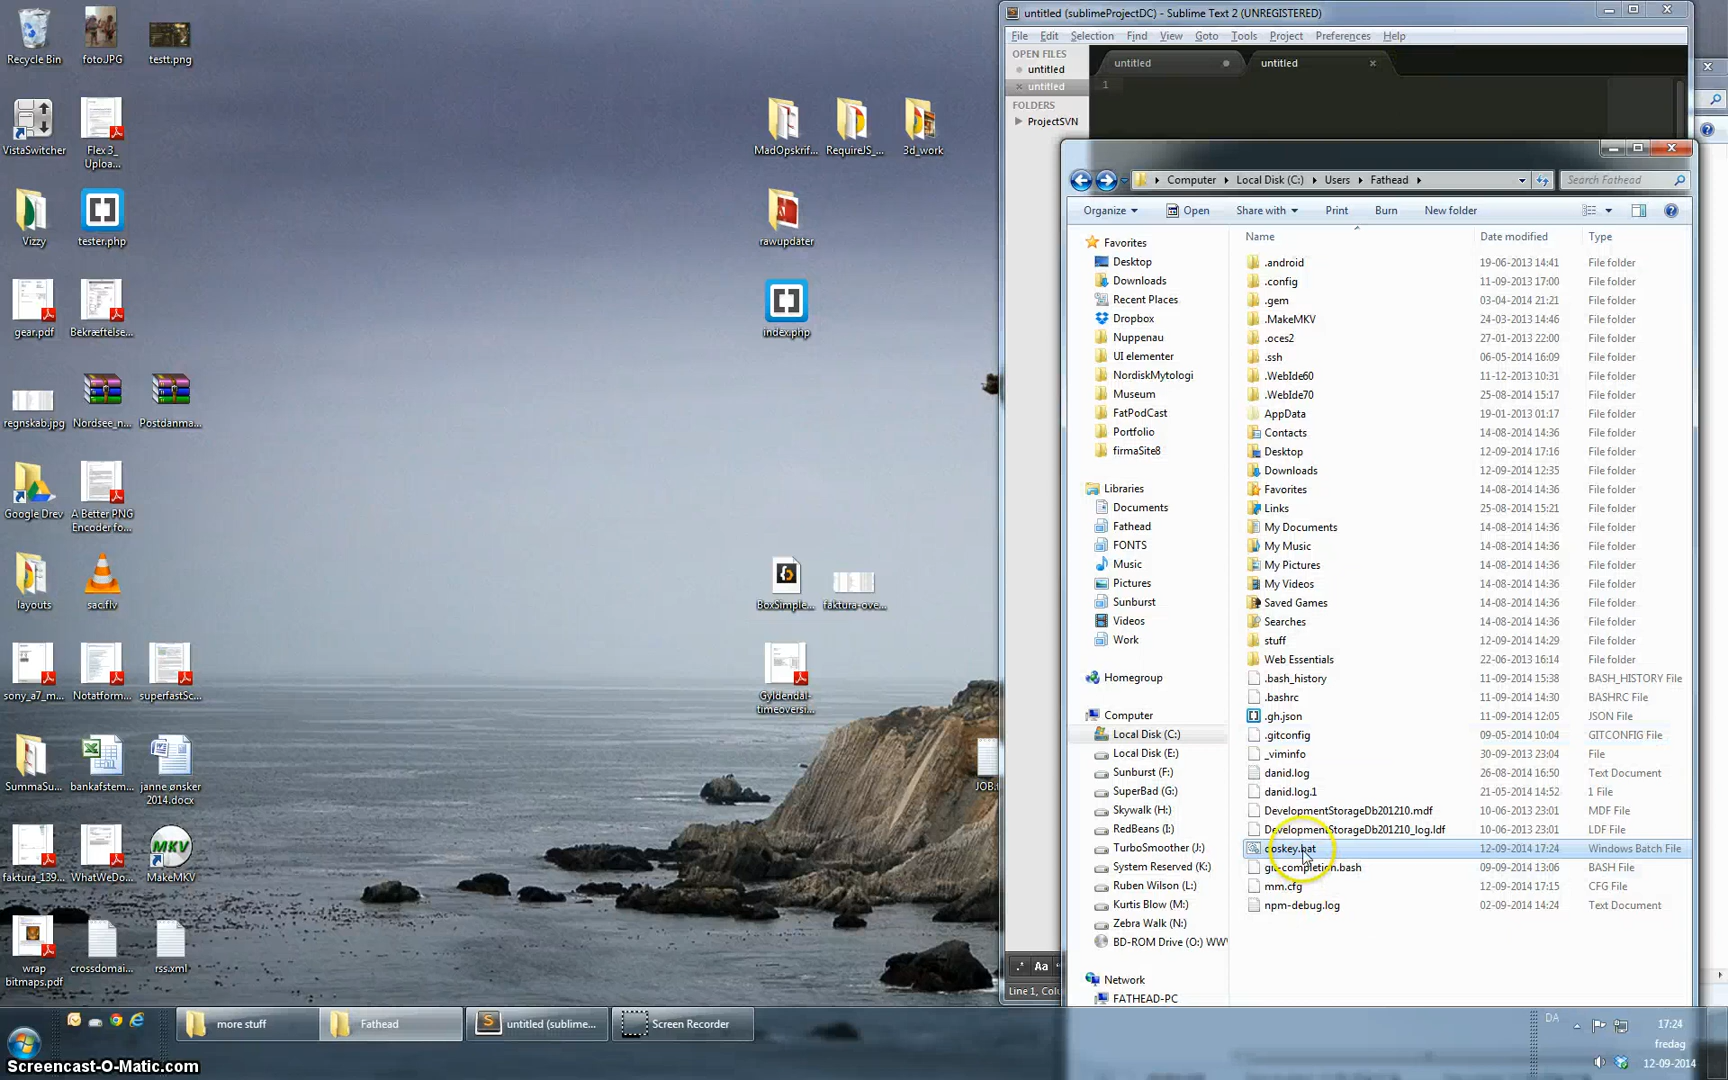 Recycle Bin
foto.JPG
testt.png
VistaSwitcher
Flex 3_
Uploa...
Vizzy
tester.php
gear.pdf
Bekræftelse...
regnskab.jpg
Nordsee_n...
Postdanma...
Google Drev
A Better PNG
Encoder fo...
layouts
sac.flv
sony_a7_m...
Notatform...
superfastSc...
SummaSu...
bankafstem...
janne ønsker
2014.docx
faktura_139...
WhatWeDo...
MakeMKV
wrap
bitmaps.pdf
crossdomai...
rss.xml
MadOpskrif...
RequireJS_...
3d_work
rawupdater
index.php
BoxSimple...
faktura-ove...
Gyldendal-
timeoversi...
untitled (sublimeProjectDC) - Sublime Text 2 (UNREGISTERED)
File Edit Selection Find View Goto Tools Project Preferences Help
OPEN FILES
untitled
untitled
FOLDERS
ProjectSVN
untitled
untitled
1
Computer Local Disk (C:) Users Fathead
Search Fathead
Organize Open Share with Print Burn New folder
Favorites
Desktop
Downloads
Recent Places
Dropbox
Nuppenau
UI elementer
NordiskMytologi
Museum
FatPodCast
Portfolio
firmaSite8
Libraries
Documents
Fathead
FONTS
Music
Pictures
Sunburst
Videos
Work
Homegroup
Computer
Local Disk (C:)
Local Disk (E:)
Sunburst (F:)
SuperBad (G:)
Skywalk (H:)
RedBeans (I:)
TurboSmoother (J:)
System Reserved (K:)
Ruben Wilson (L:)
Kurtis Blow (M:)
Zebra Walk (N:)
BD-ROM Drive (O:) WW
Network
FATHEAD-PC
Name Date modified Type
.android 19-06-2013 14:41 File folder
.config 11-09-2013 17:00 File folder
.gem 03-04-2014 21:21 File folder
.MakeMKV 24-03-2013 14:46 File folder
.oces2 27-01-2013 22:00 File folder
.ssh 06-05-2014 16:09 File folder
.WebIde60 11-12-2013 10:31 File folder
.WebIde70 25-08-2014 15:17 File folder
AppData 19-01-2013 01:17 File folder
Contacts 14-08-2014 14:36 File folder
Desktop 12-09-2014 17:16 File folder
Downloads 12-09-2014 12:35 File folder
Favorites 14-08-2014 14:36 File folder
Links 25-08-2014 15:21 File folder
My Documents 14-08-2014 14:36 File folder
My Music 14-08-2014 14:36 File folder
My Pictures 14-08-2014 14:36 File folder
My Videos 14-08-2014 14:36 File folder
Saved Games 14-08-2014 14:36 File folder
Searches 14-08-2014 14:36 File folder
stuff 12-09-2014 14:29 File folder
Web Essentials 22-06-2013 16:14 File folder
.bash_history 11-09-2014 15:38 BASH_HISTORY File
.bashrc 11-09-2014 14:30 BASHRC File
.gh.json 11-09-2014 12:05 JSON File
.gitconfig 09-05-2014 10:04 GITCONFIG File
_viminfo 30-09-2013 23:04 File
danid.log 26-08-2014 16:50 Text Document
danid.log.1 21-05-2014 14:52 1 File
DevelopmentStorageDb201210.mdf 10-06-2013 23:01 MDF File
DevelopmentStorageDb201210_log.ldf 10-06-2013 23:01 LDF File
doskey.bat 12-09-2014 17:24 Windows Batch File
git-completion.bash 09-09-2014 13:06 BASH File
mm.cfg 12-09-2014 17:15 CFG File
npm-debug.log 02-09-2014 14:24 Text Document
Line 1, Colu
more stuff
Fathead
untitled (sublime...
Screen Recorder
DA
17:24
fredag
12-09-2014
Screencast-O-Matic.com